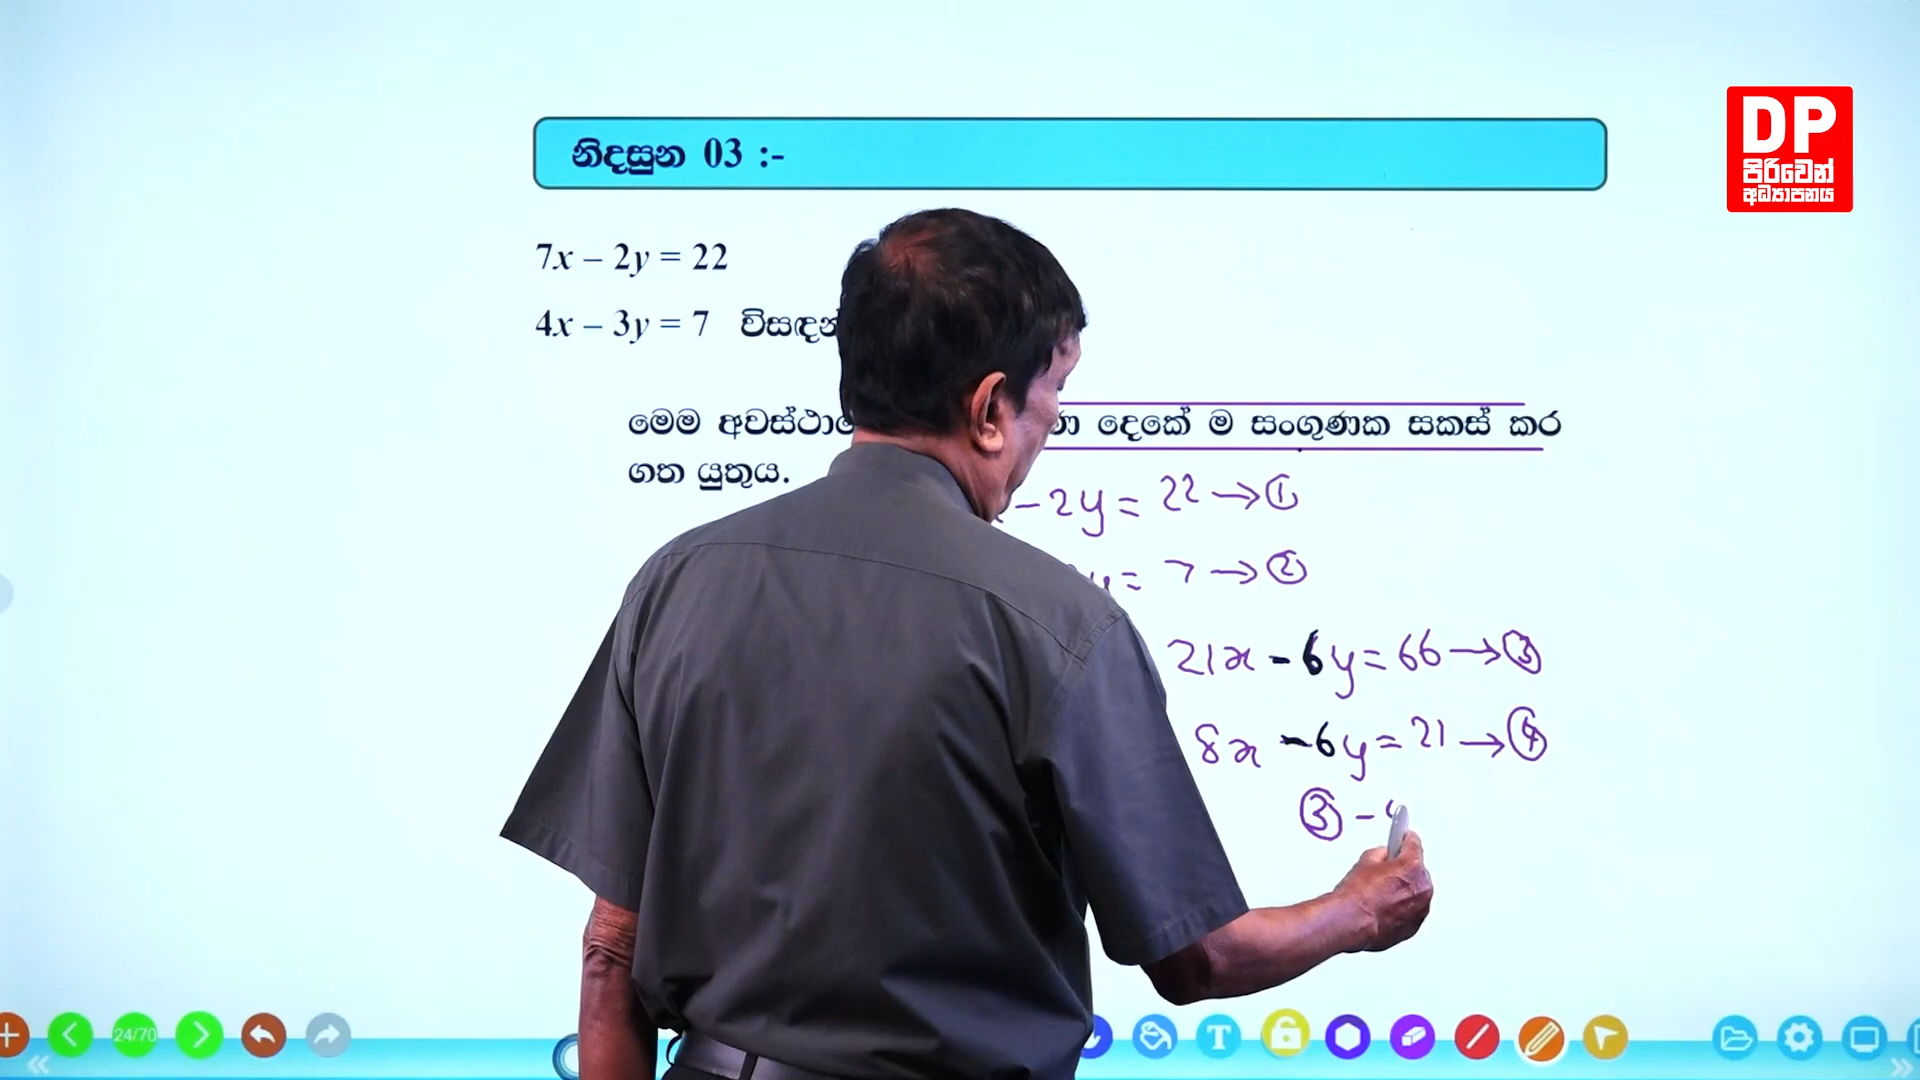 DP
පිරිවෙන්
අධ්‍යාපනය
නිදසුන 03 :-
7x – 2y = 22
4x – 3y = 7
මෙම දෙකේ ම සංගුණක සකස් කර
ගත යුතුය.
– 2y = 22 → ①
y = 7 → ②
21x - 6y = 66 → ③
8x - 6y = 21 → ④
③ -
24/70
T